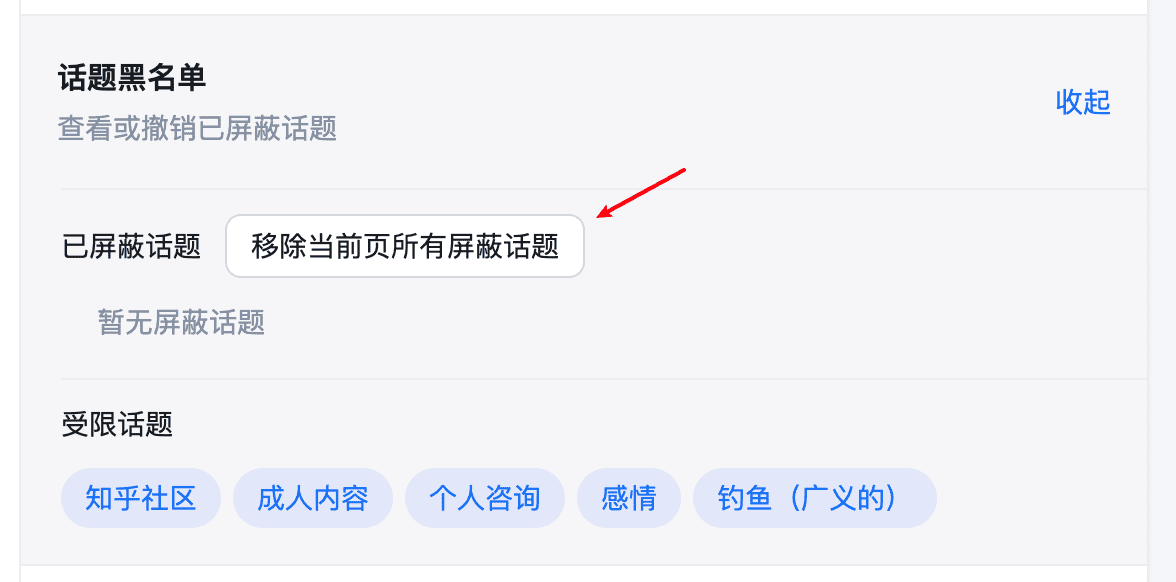 话题黑名单
查看或撤销已屏蔽话题
收起
已屏蔽话题 移除当前页所有屏蔽话题
暂无屏蔽话题
受限话题
知乎社区 成人内容 个人咨询 感情 钓鱼（广义的）